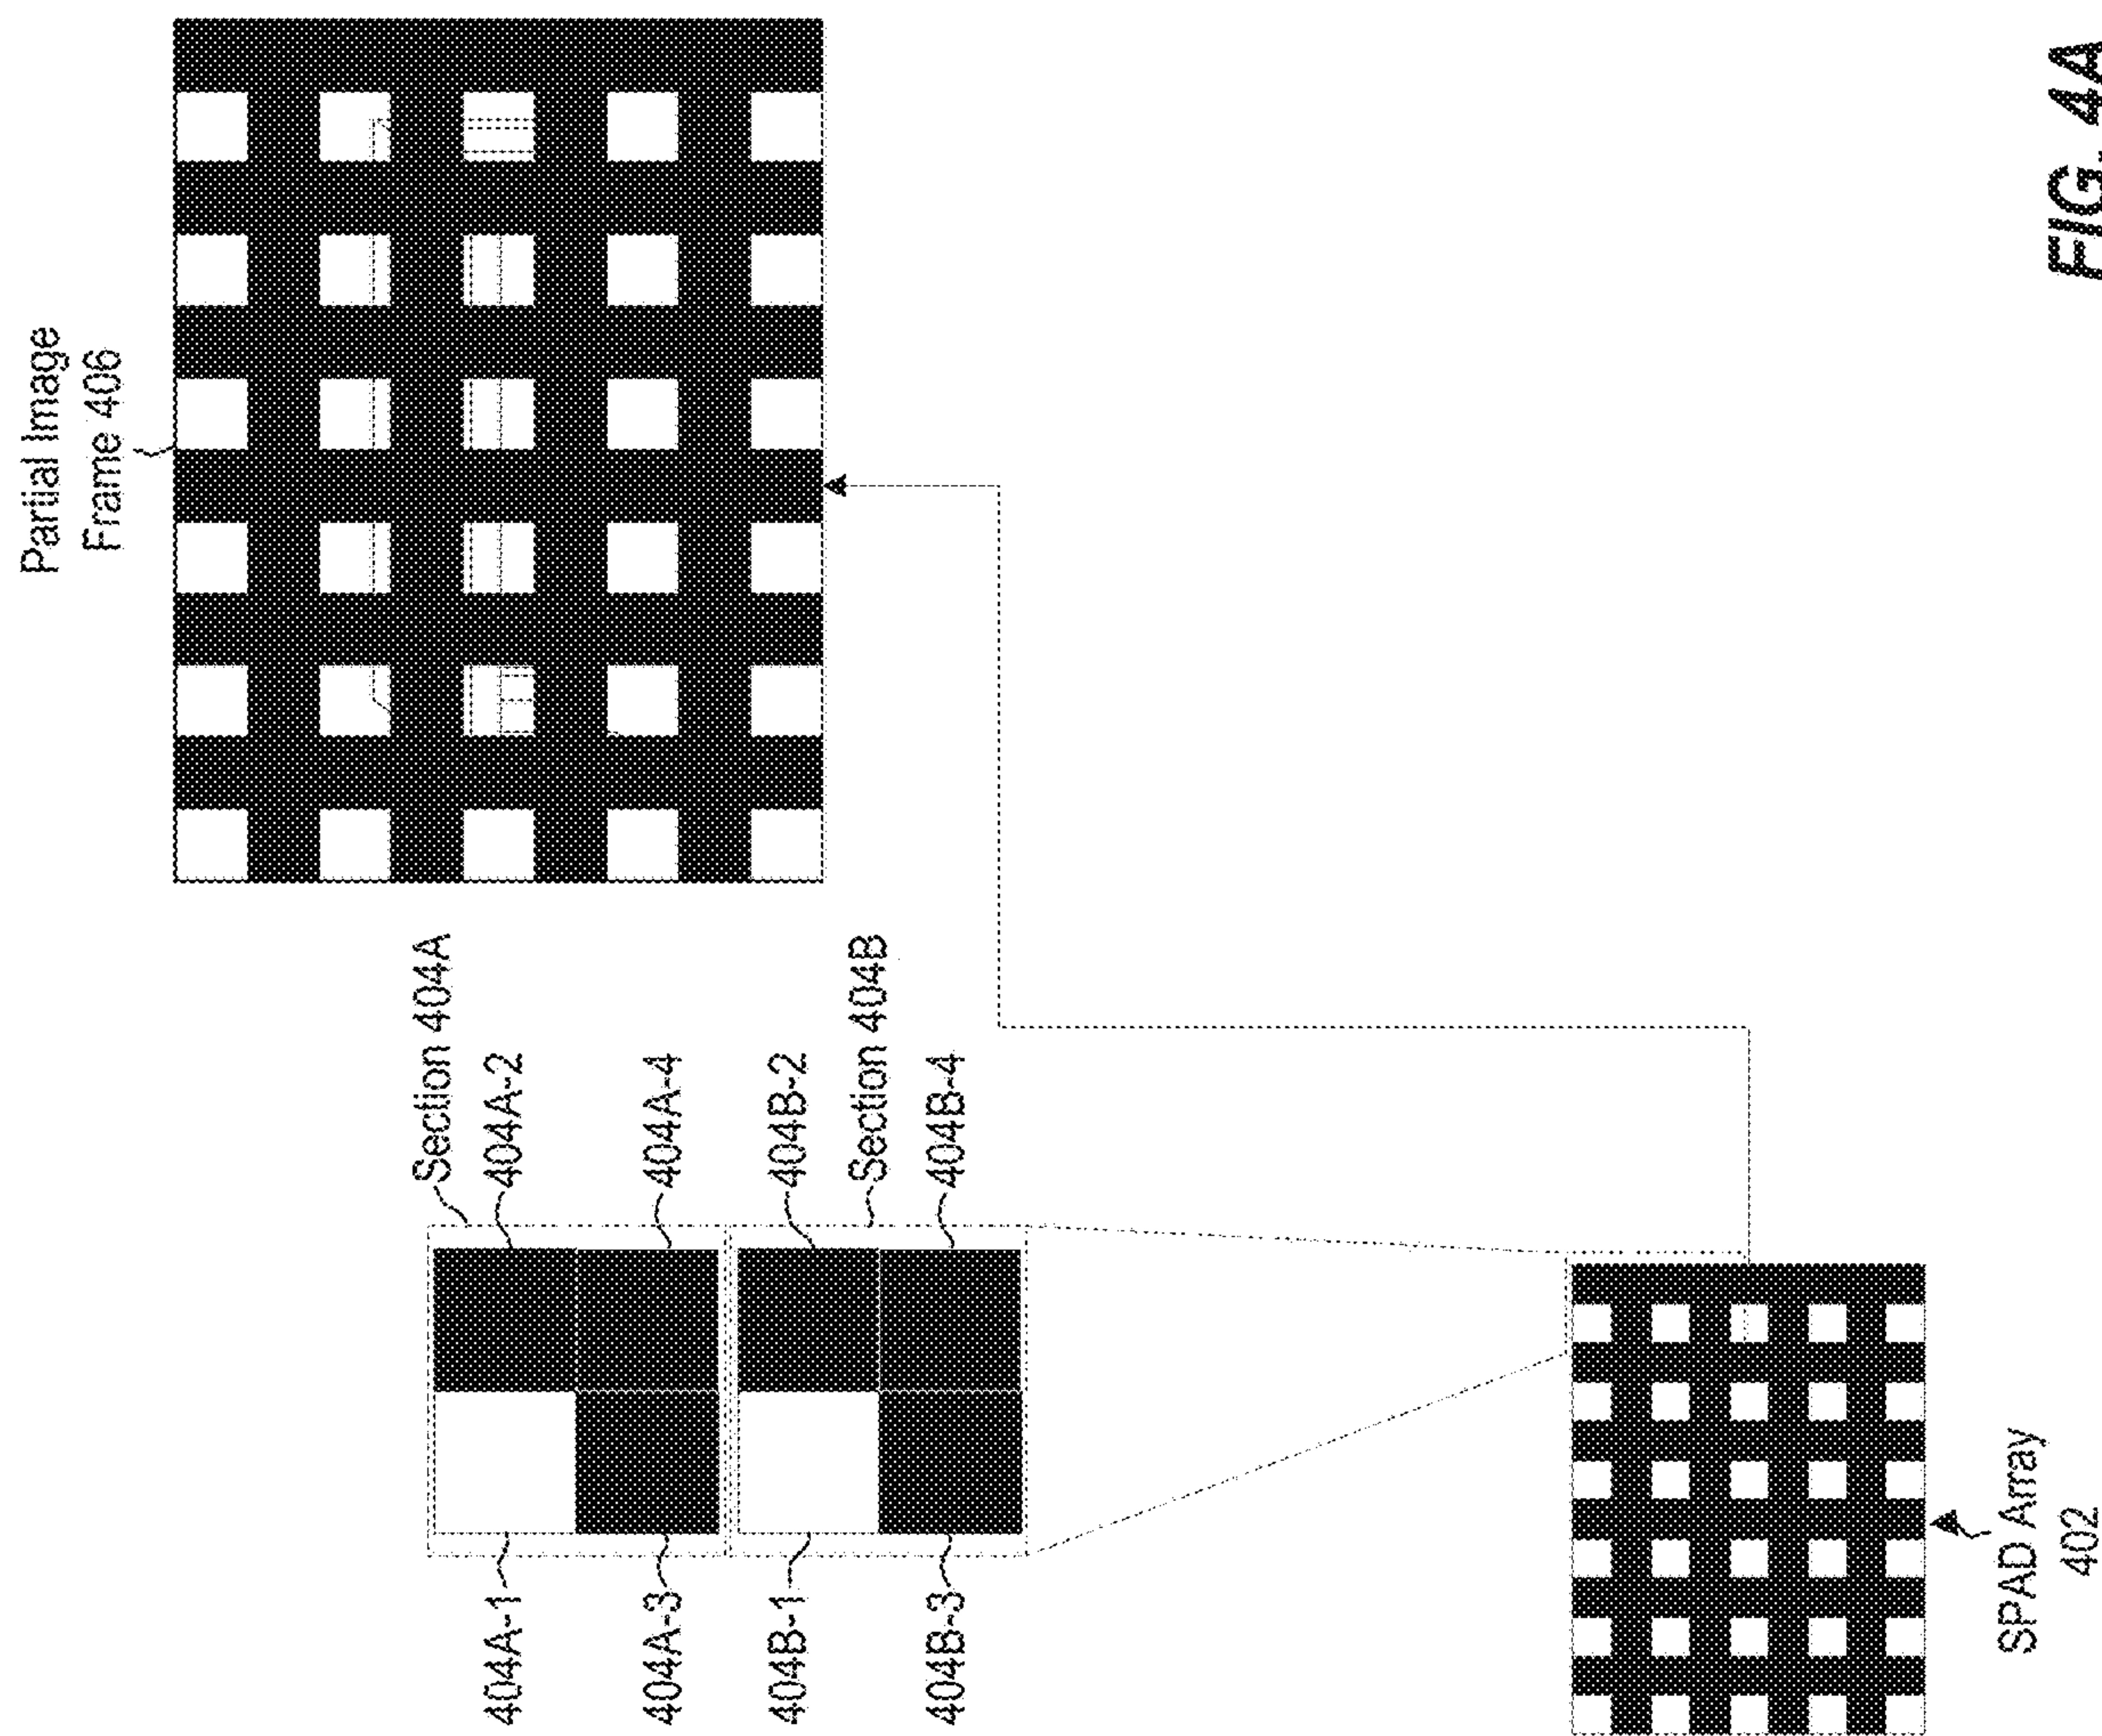 Partial Image
Frame 406
Section 404A
404A-1
404A-2
404A-3
404A-4
404B-1
404B-2
Section 404B
404B-3
404B-4
SPAD Array
402
FIG. 4A